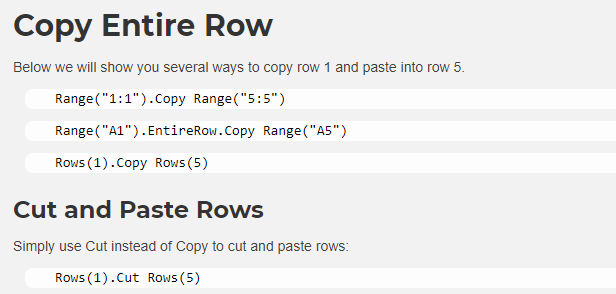 Copy Entire Row
Below we will show you several ways to copy row 1 and paste into row 5.
Range("1:1").Copy Range("5:5")
Range("A1").EntireRow.Copy Range("A5")
Rows(1).Copy Rows(5)
Cut and Paste Rows
Simply use Cut instead of Copy to cut and paste rows:
Rows(1).Cut Rows(5)